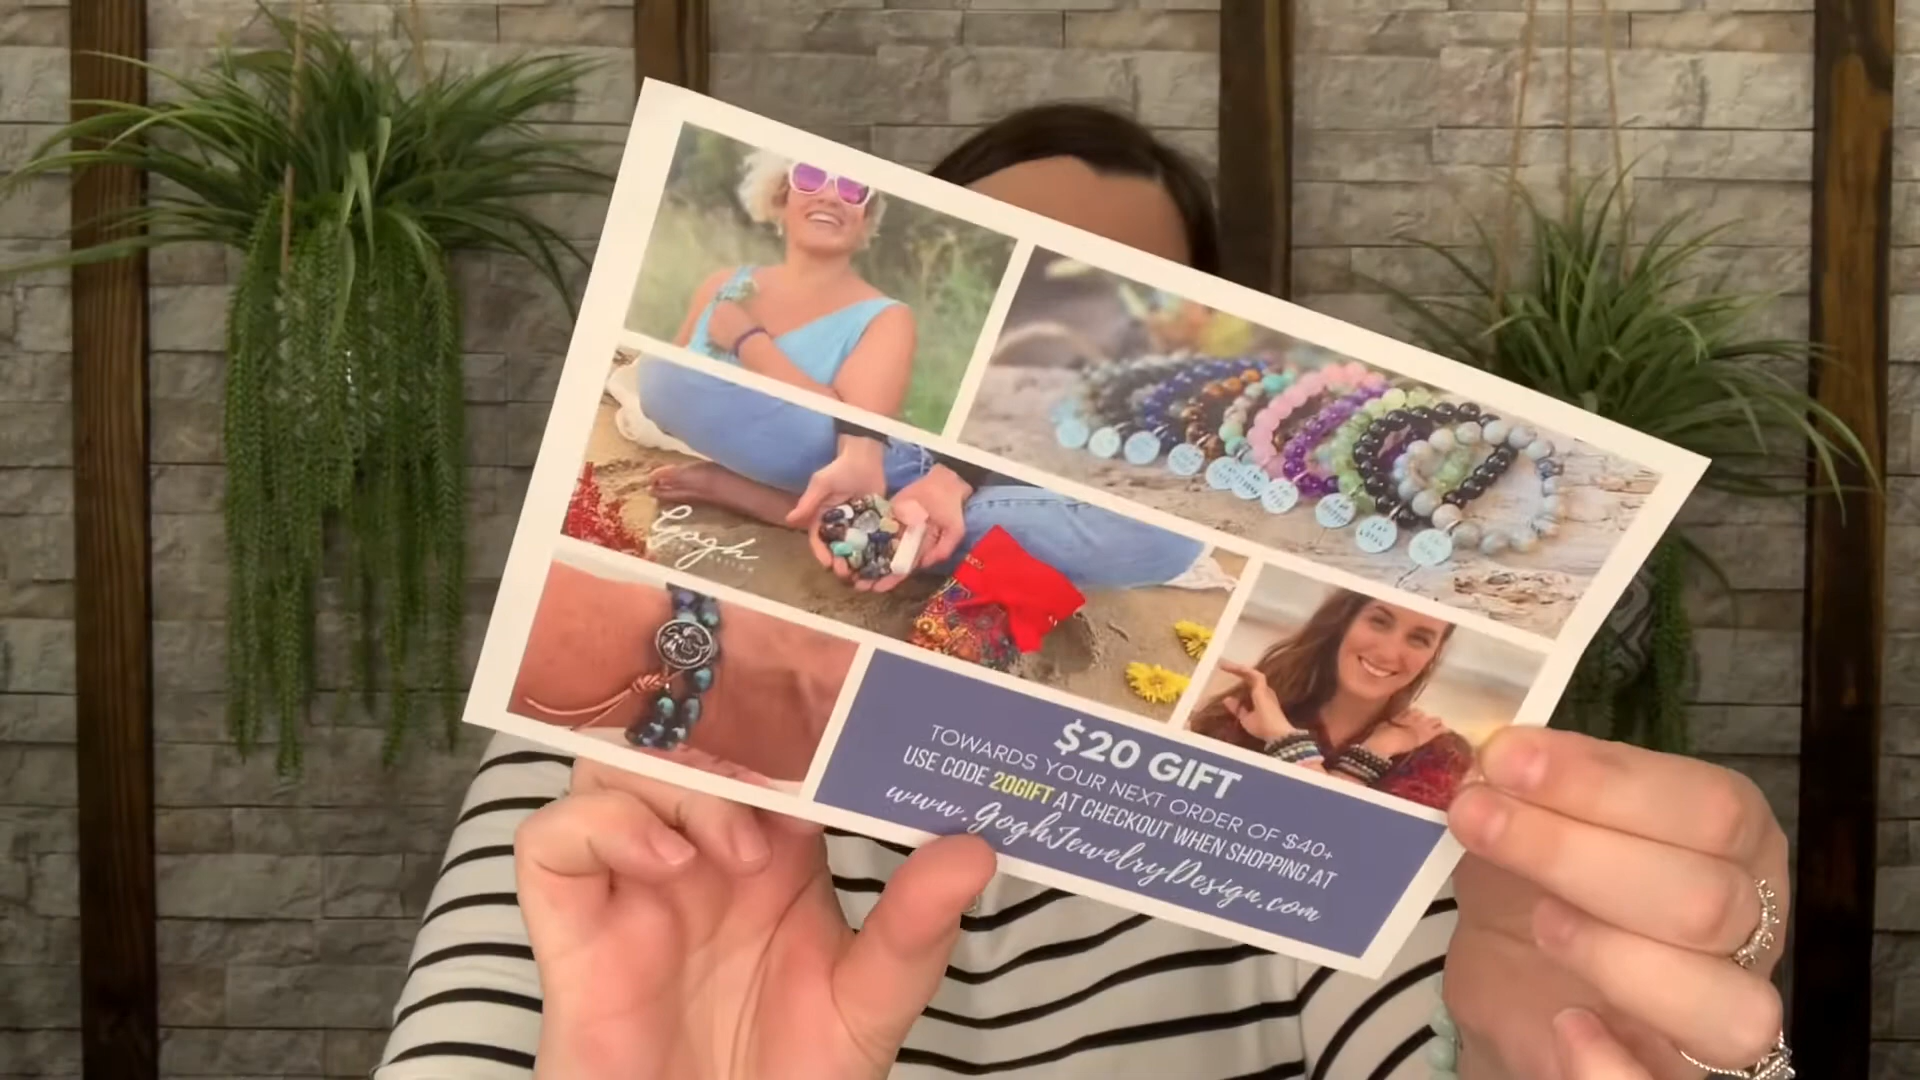 Gogh
$20 GIFT
TOWARDS YOUR NEXT ORDER OF $40+
USE CODE 20GIFT AT CHECKOUT WHEN SHOPPING AT
www.GoghJewelryDesign.com